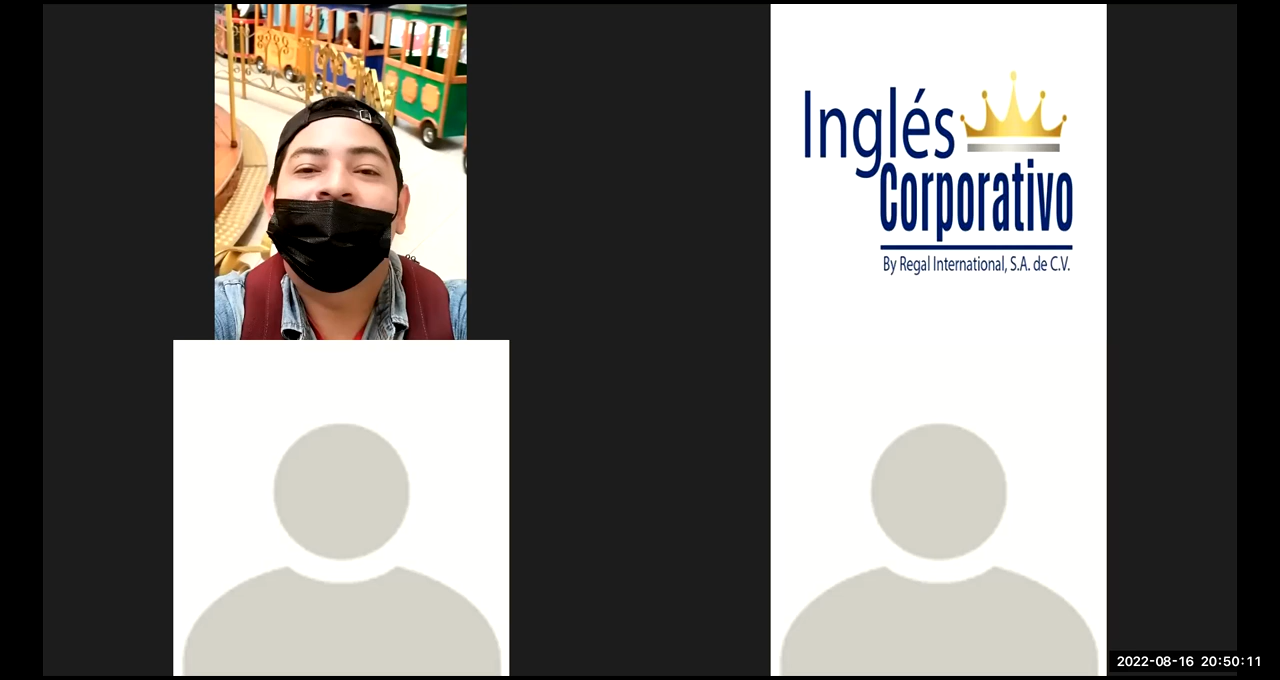 Inglés
Corporativo
By Regal International, S.A. de C.V.
2022-08-16 20:50:11